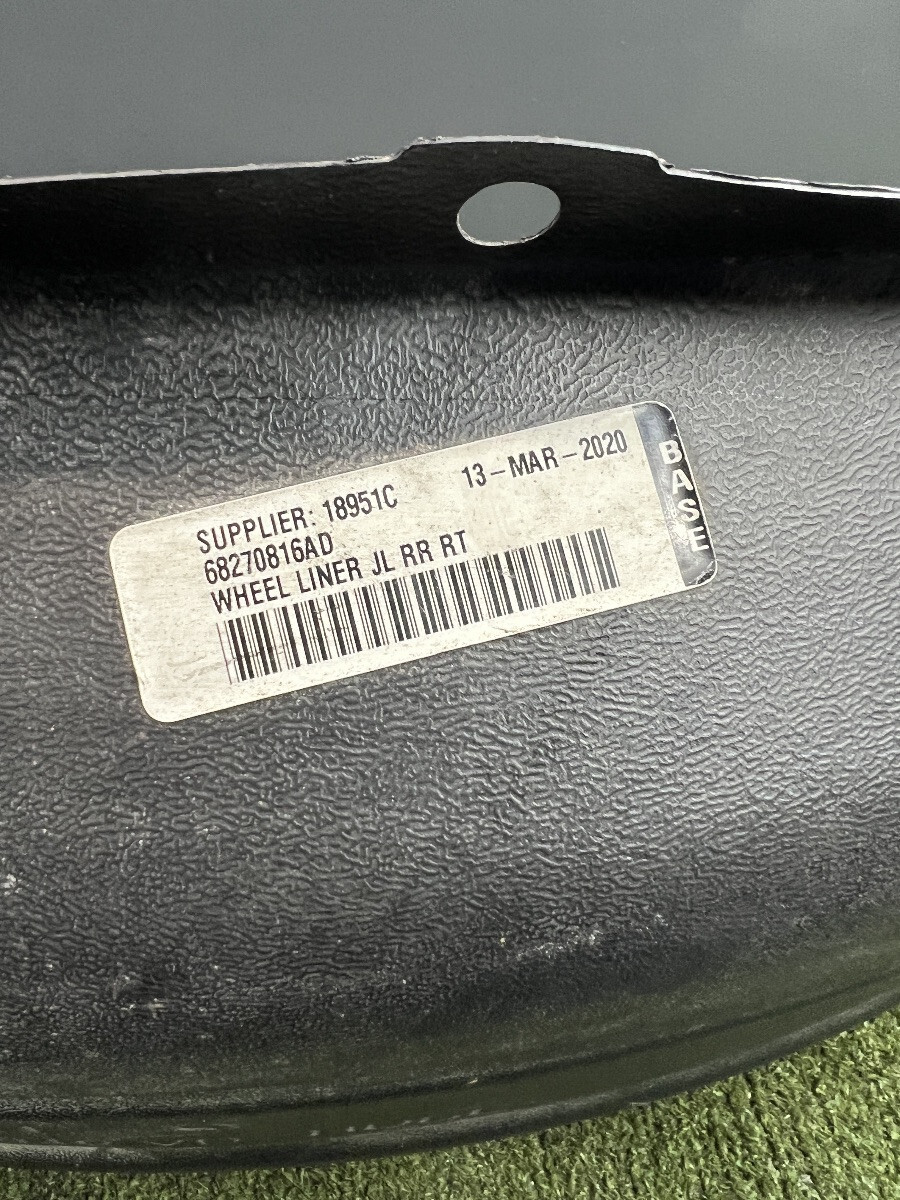 SUPPLIER: 18951C 13-MAR-2020
68270816AD
WHEEL LINER JL RR RT
BASE